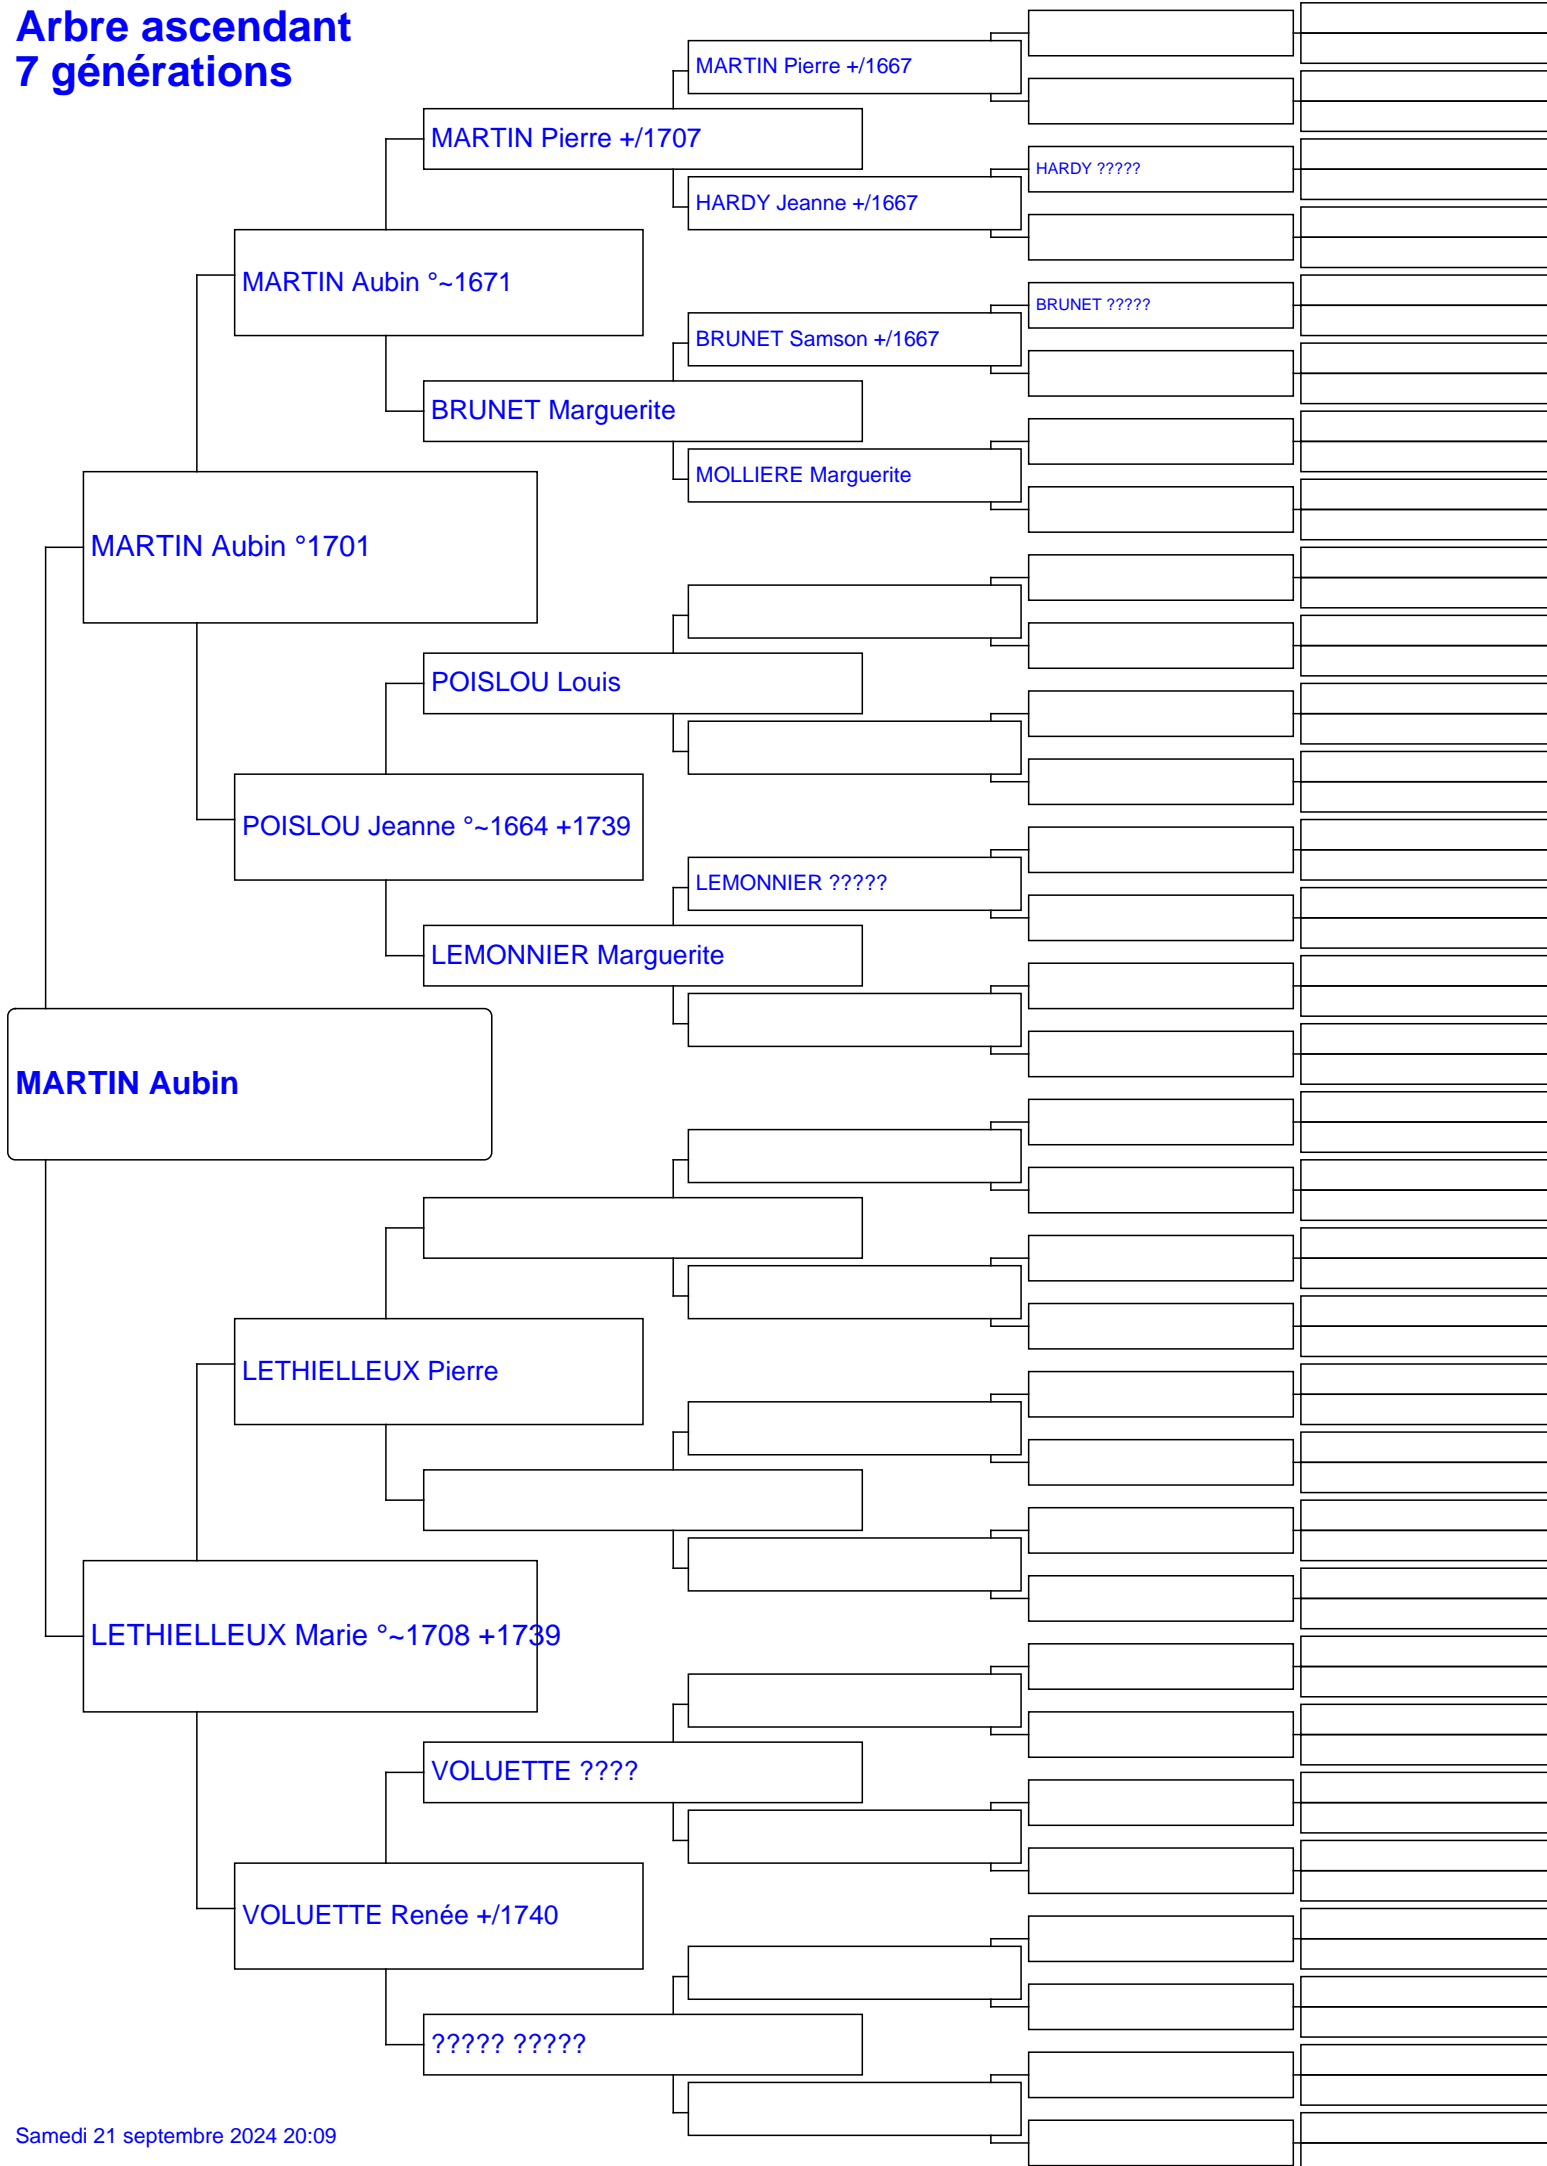 Arbre ascendant
7 générations
MARTIN Pierre +/1667
MARTIN Pierre +/1707
HARDY ?????
HARDY Jeanne +/1667
MARTIN Aubin °~1671
BRUNET ?????
BRUNET Samson +/1667
BRUNET Marguerite
MOLLIERE Marguerite
MARTIN Aubin °1701
POISLOU Louis
POISLOU Jeanne °~1664 +1739
LEMONNIER ?????
LEMONNIER Marguerite
MARTIN Aubin
LETHIELLEUX Pierre
LETHIELLEUX Marie °~1708 +1739
VOLUETTE ????
VOLUETTE Renée +/1740
????? ?????
Samedi 21 septembre 2024 20:09